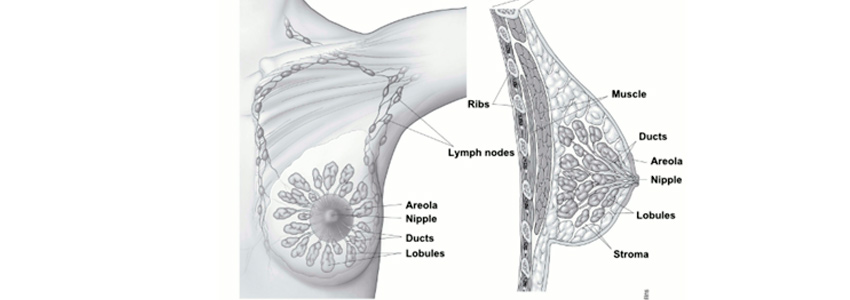 Lymph nodes
Areola
Nipple
Ducts
Lobules
Ribs
Muscle
Ducts
Areola
Nipple
Lobules
Stroma